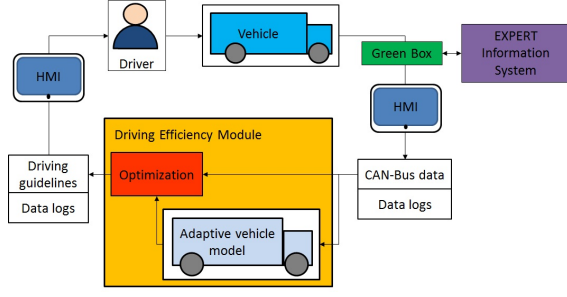 EXPERT
Information
System
Vehicle
Green Box
HMI
Driver
HMI
Driving Efficiency Module
Optimization
Driving
guidelines
Data logs
CAN-Bus data
Data logs
Adaptive vehicle
model